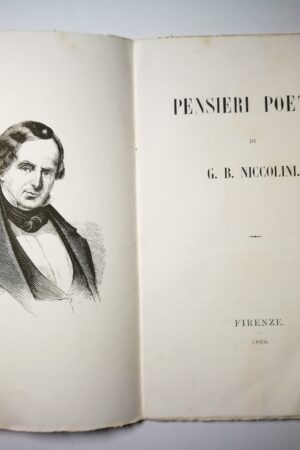 PENSIERI POET
DI
G. B. NICCOLINI.
FIRENZE.
1860.